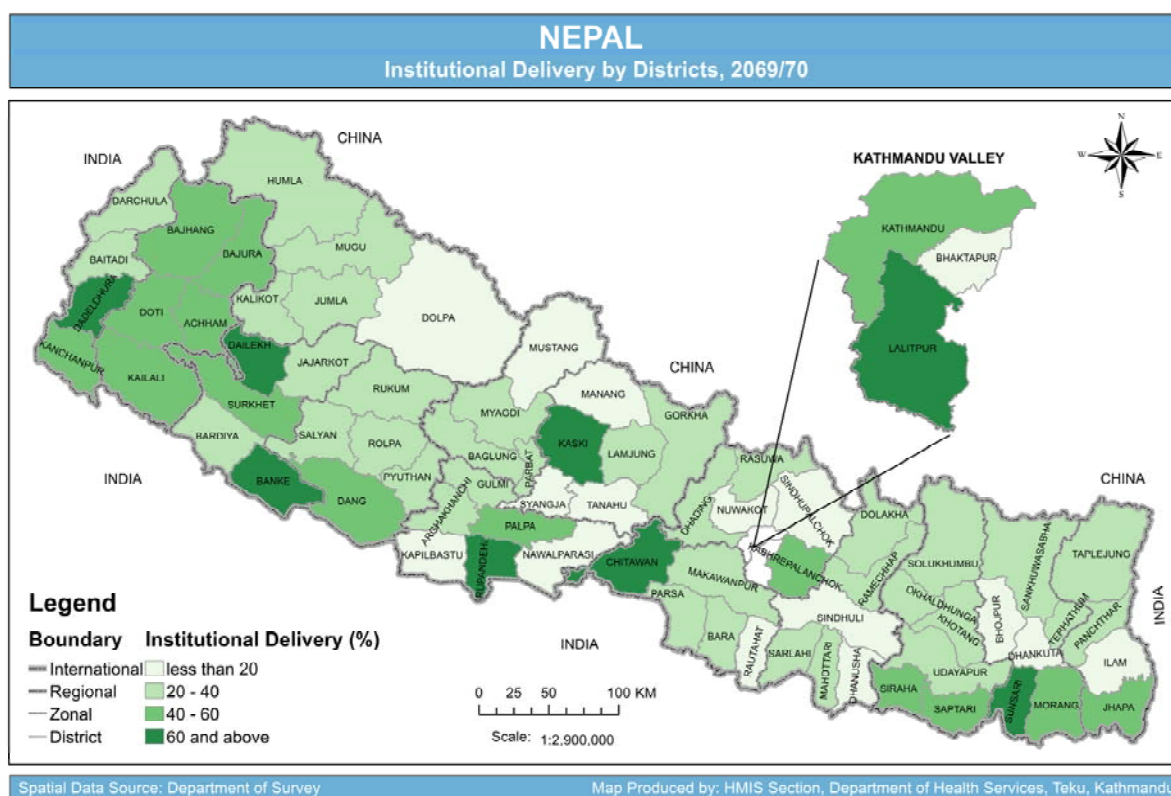 NEPAL
Institutional Delivery by Districts, 2069/70
CHINA
INDIA
KATHMANDU VALLEY
N
W
E
S
HUMLA
DARCHULA
BAJHANG
BAJURA
MUGU
BAITADI
KATHMANDU
BHAKTAPUR
DADELDHURA
DOTI
ACHHAM
KALIKOT
JUMLA
DOLPA
LALITPUR
KANCHANPUR
KAILALI
DAILEKH
JAJARKOT
MUSTANG
CHINA
SURKHET
RUKUM
MANANG
MYAGDI
GORKHA
BARDIYA
SALYAN
ROLPA
KASKI
LAMJUNG
BAGLUNG
PARBAT
INDIA
BANKE
DANG
PYUTHAN
GULMI
ARGHAKHANCHI
SYANGJA
TANAHU
RASUWA
DHADING
NUWAKOT
SINDHUPALCHOK
DOLAKHA
CHINA
PALPA
KAPILBASTU
RUPANDEHI
NAWALPARASI
CHITAWAN
MAKAWANPUR
KABHREPALANCHOK
RAMECHHAP
SOLUKHUMBU
SANKHUWASABHA
TAPLEJUNG
PARSA
BARA
RAUTAHAT
SARLAHI
MAHOTTARI
DHANUSHA
SINDHULI
OKHALDHUNGA
KHOTANG
BHOJPUR
TEPHATHUM
PANCHTHAR
DHANKUTA
ILAM
INDIA
INDIA
SIRAHA
UDAYAPUR
SAPTARI
SUNSARI
MORANG
JHAPA
Legend
Boundary
International
Regional
Zonal
District
Institutional Delivery (%)
less than 20
20 - 40
40 - 60
60 and above
0 25 50 100 KM
Scale: 1:2,900,000
Spatial Data Source: Department of Survey
Map Produced by: HMIS Section, Department of Health Services, Teku, Kathmandu